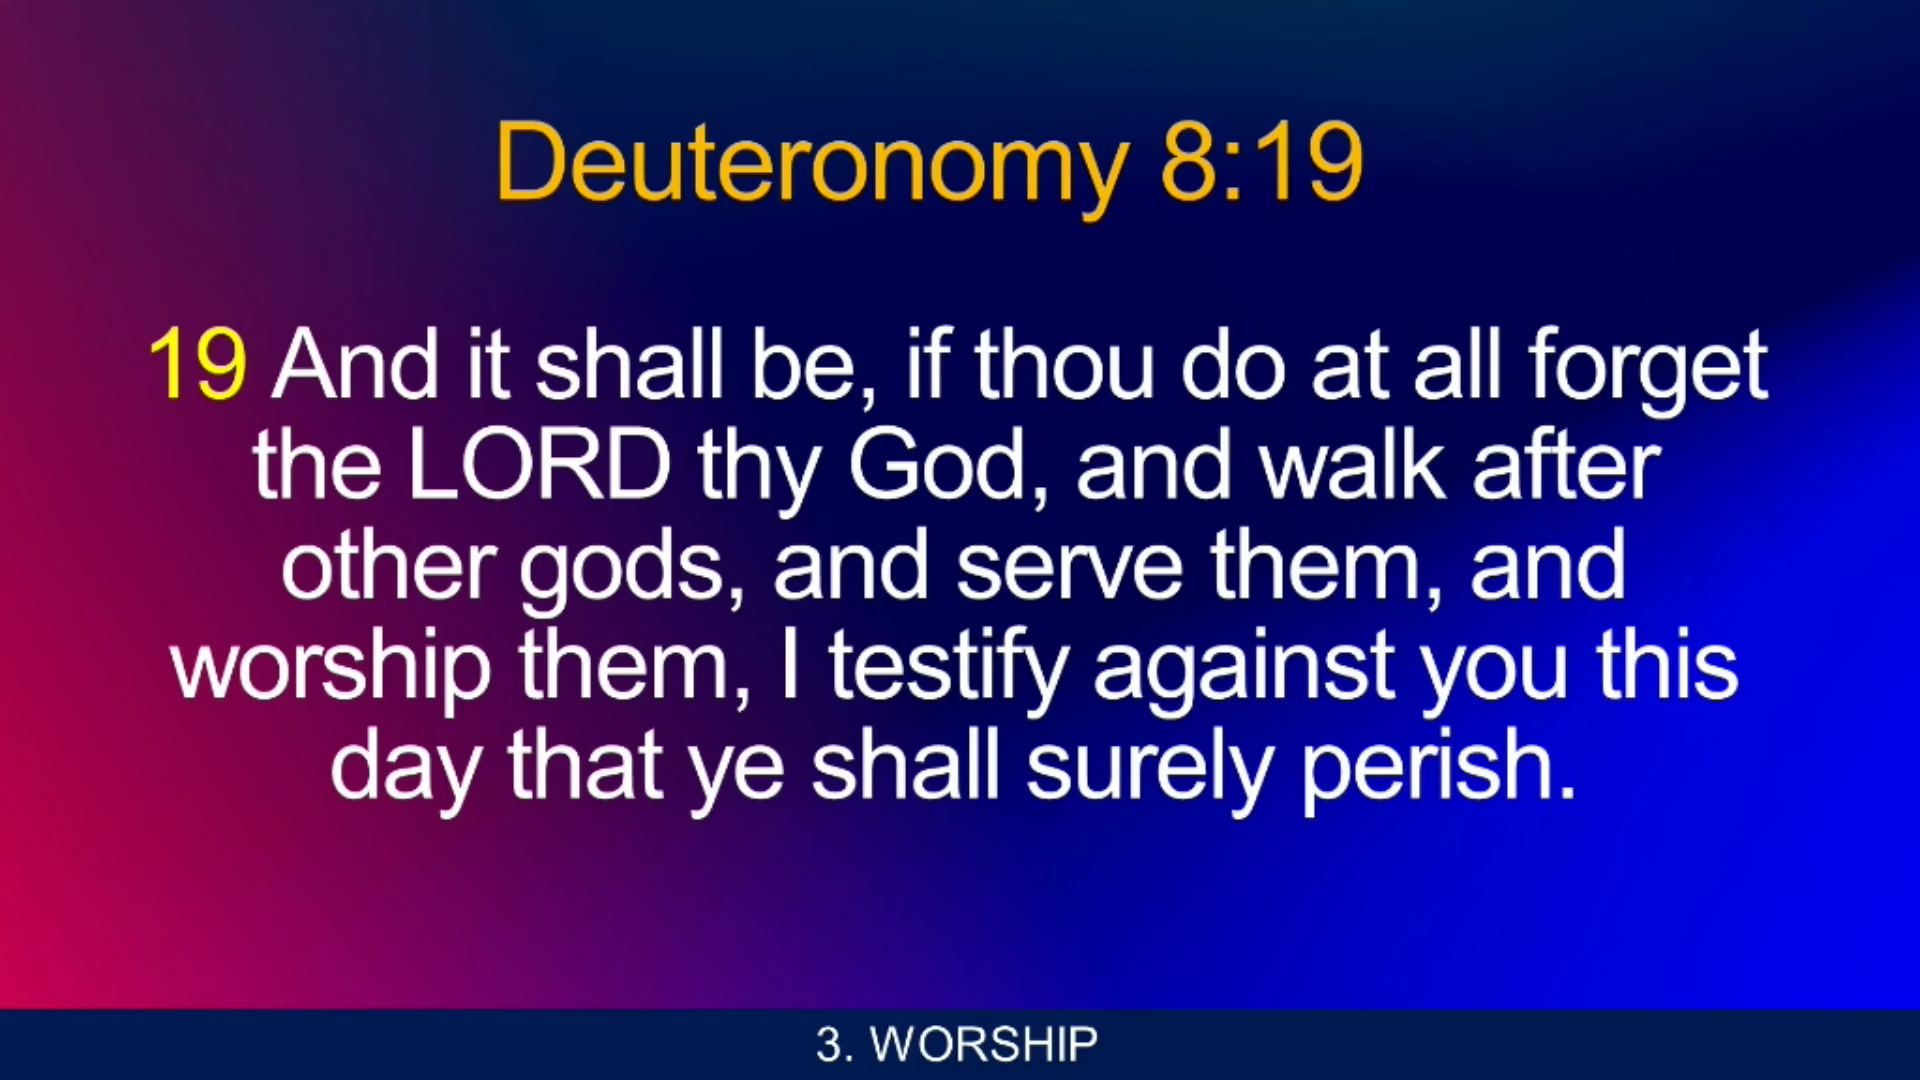 Deuteronomy 8:19
19 And it shall be, if thou do at all forget
the LORD thy God, and walk after
other gods, and serve them, and
worship them, I testify against you this
day that ye shall surely perish.
3. WORSHIP